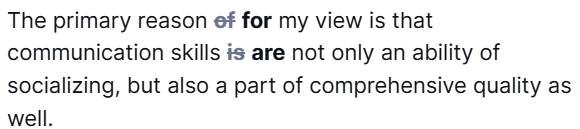 The primary reason of for my view is that
communication skills is are not only an ability of
socializing, but also a part of comprehensive quality as
well.